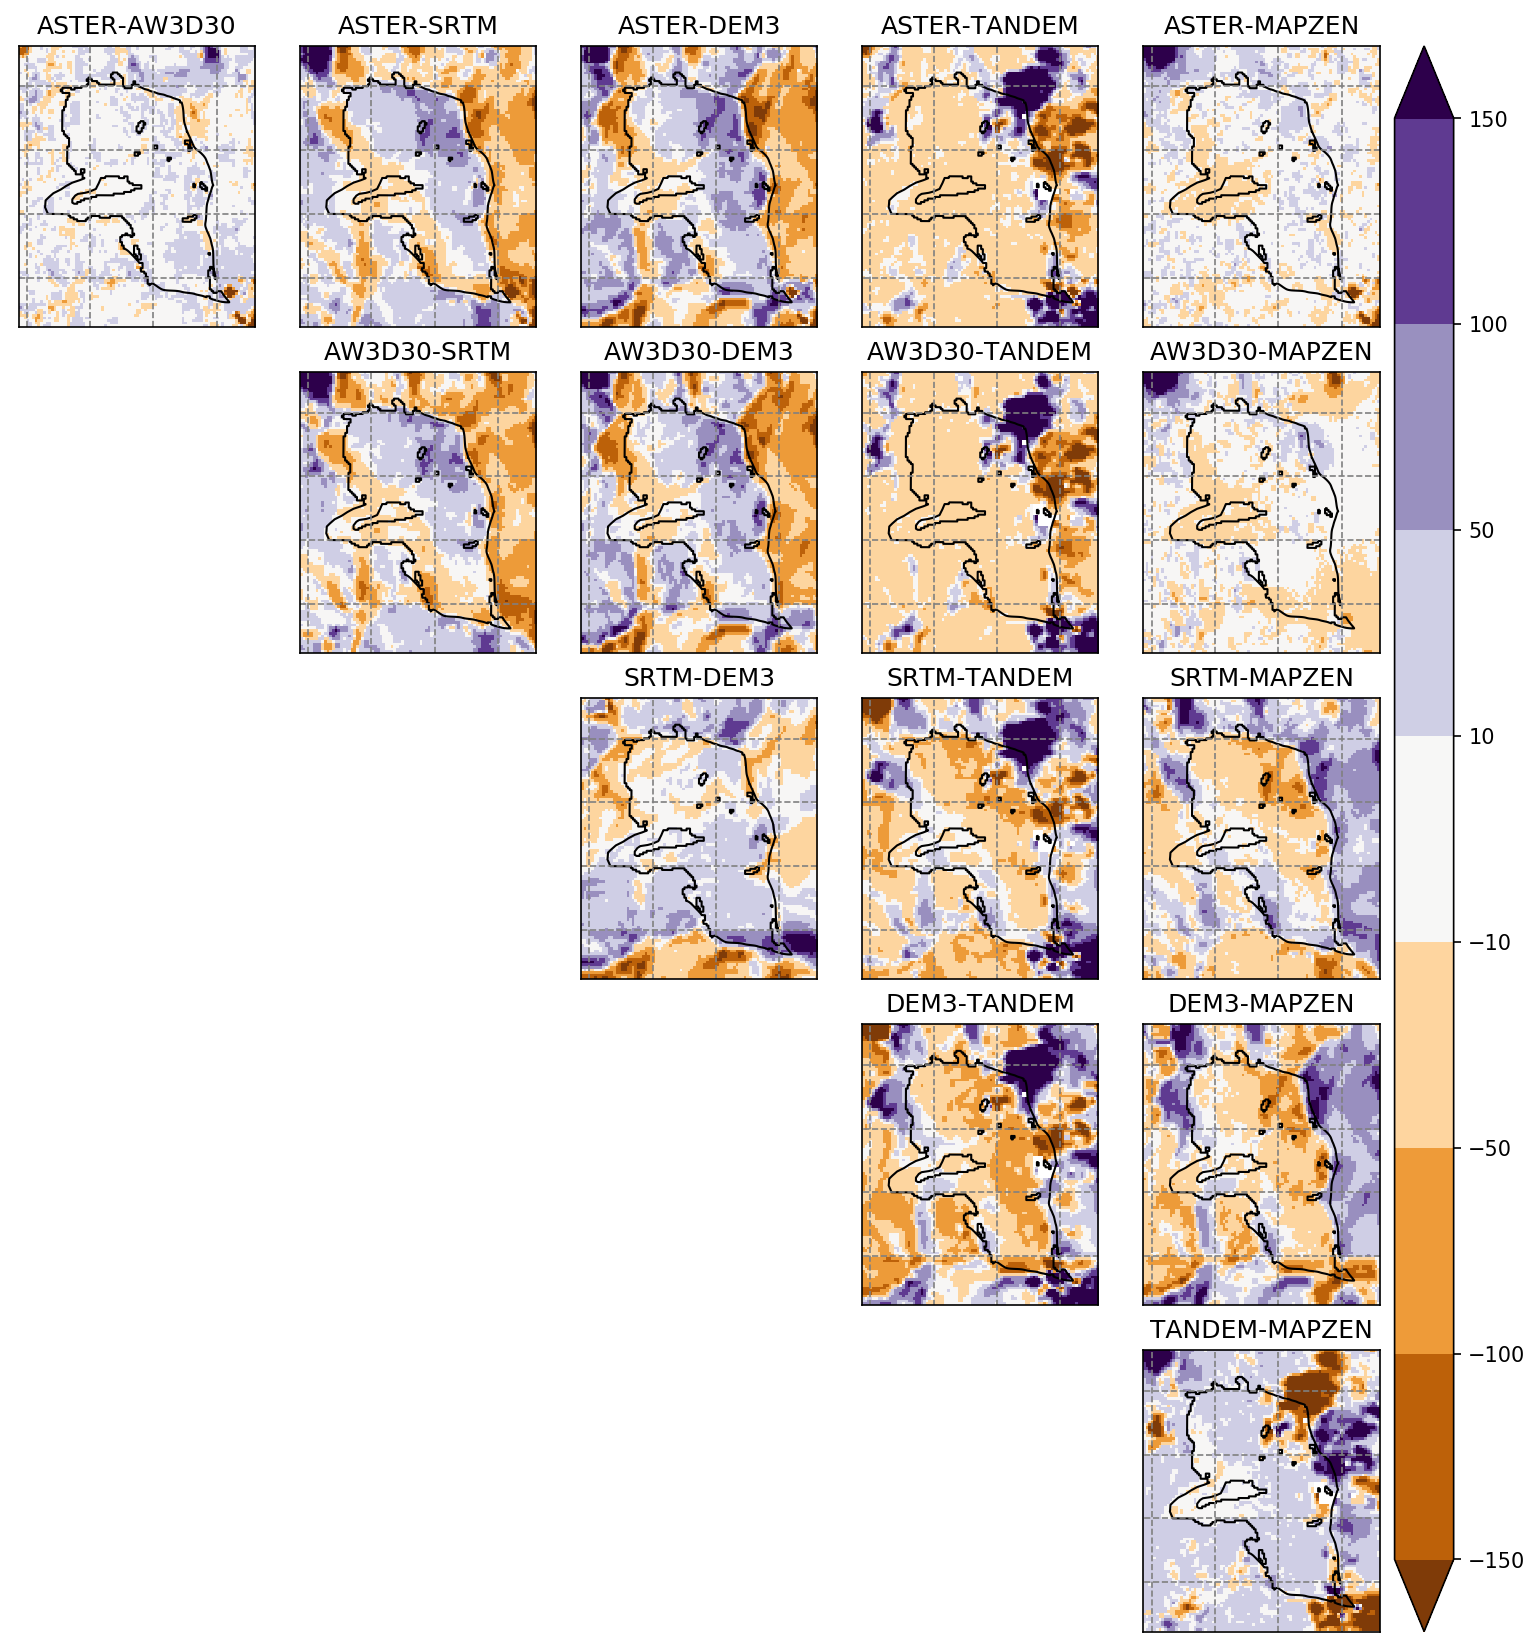 ASTER-AW3D30 ASTER-SRTM ASTER-DEM3 ASTER-TANDEM ASTER-MAPZEN
150
100
AW3D30-SRTM AW3D30-DEM3 AW3D30-TANDEM AW3D30-MAPZEN
50
SRTM-DEM3 SRTM-TANDEM SRTM-MAPZEN
10
−10
DEM3-TANDEM DEM3-MAPZEN
−50
TANDEM-MAPZEN
−100
−150